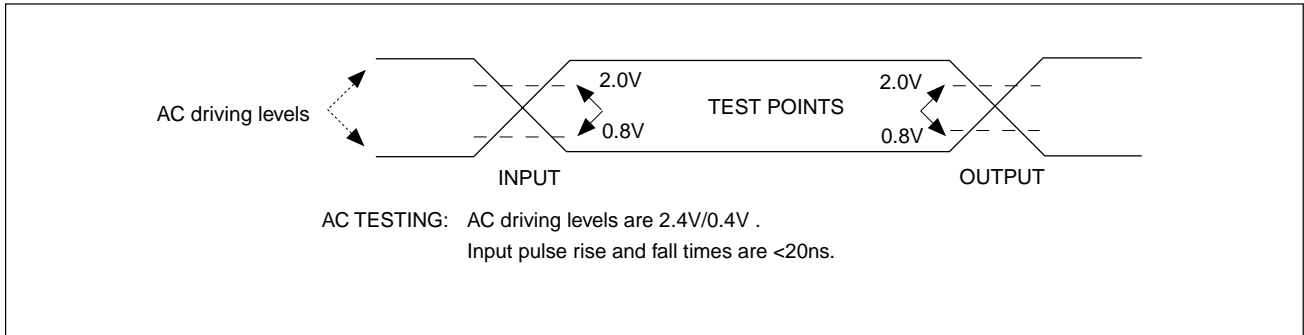 2.0V
2.0V
AC driving levels
TEST POINTS
0.8V
0.8V
INPUT
OUTPUT
AC TESTING: AC driving levels are 2.4V/0.4V .
Input pulse rise and fall times are <20ns.